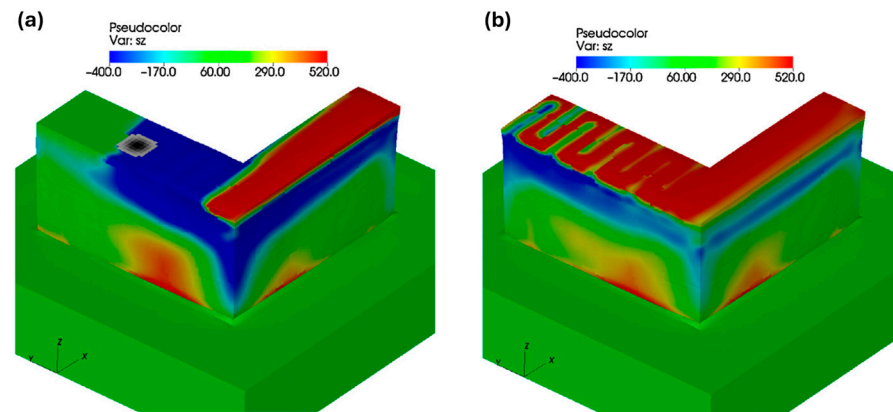 (a)
Pseudocolor
Var: sz
-400.0 -170.0 60.00 290.0 520.0
Z
Y X
(b)
Pseudocolor
Var: sz
-400.0 -170.0 60.00 290.0 520.0
Z
Y X